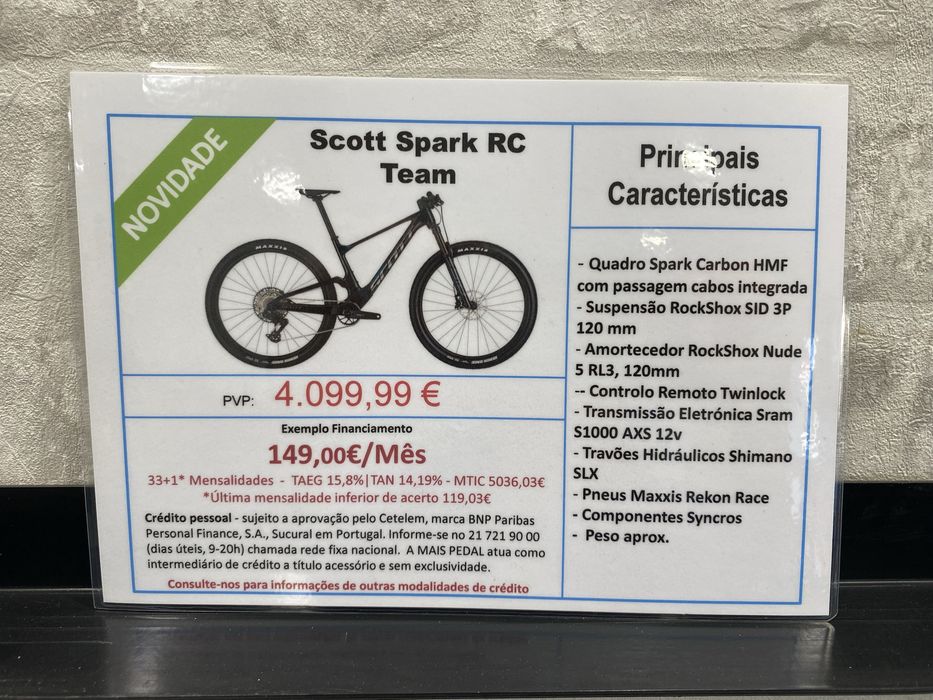 NOVIDADE
Scott Spark RC
Team
MAXXIS
MAXXIS
SCOTT
PVP: 4.099,99 €
Exemplo Financiamento
149,00€/Mês
33+1* Mensalidades - TAEG 15,8%|TAN 14,19% - MTIC 5036,03€
*Última mensalidade inferior de acerto 119,03€
Crédito pessoal - sujeito a aprovação pelo Cetelem, marca BNP Paribas
Personal Finance, S.A., Sucural em Portugal. Informe-se no 21 721 90 00
(dias úteis, 9-20h) chamada rede fixa nacional. A MAIS PEDAL atua como
intermediário de crédito a título acessório e sem exclusividade.
Consulte-nos para informações de outras modalidades de crédito
Principais
Características
- Quadro Spark Carbon HMF
com passagem cabos integrada
- Suspensão RockShox SID 3P
120 mm
- Amortecedor RockShox Nude
5 RL3, 120mm
-- Controlo Remoto Twinlock
- Transmissão Eletrónica Sram
S1000 AXS 12v
- Travões Hidráulicos Shimano
SLX
- Pneus Maxxis Rekon Race
- Componentes Syncros
- Peso aprox.